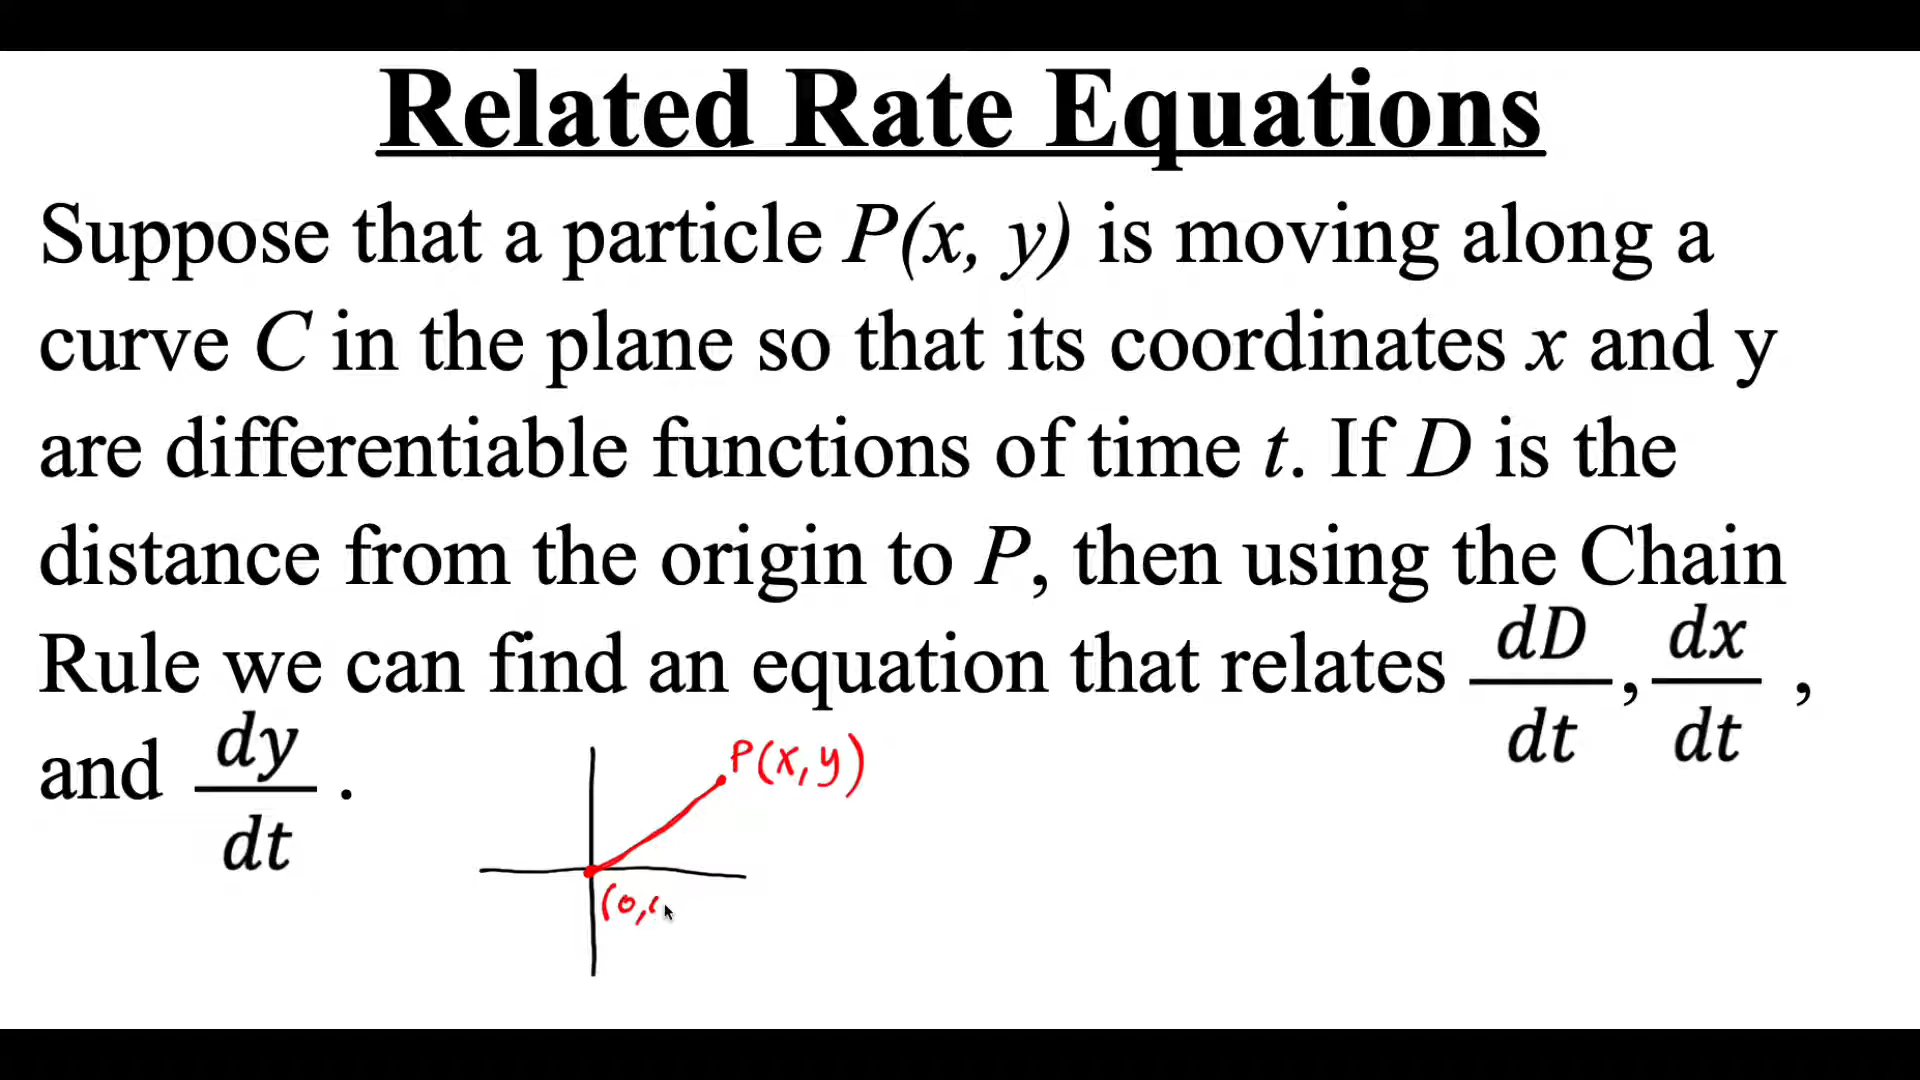 Related Rate Equations
Suppose that a particle P(x, y) is moving along a
curve C in the plane so that its coordinates x and y
are differentiable functions of time t. If D is the
distance from the origin to P, then using the Chain
Rule we can find an equation that relates dD/dt, dx/dt ,
and dy/dt .
P(x,y)
(0,